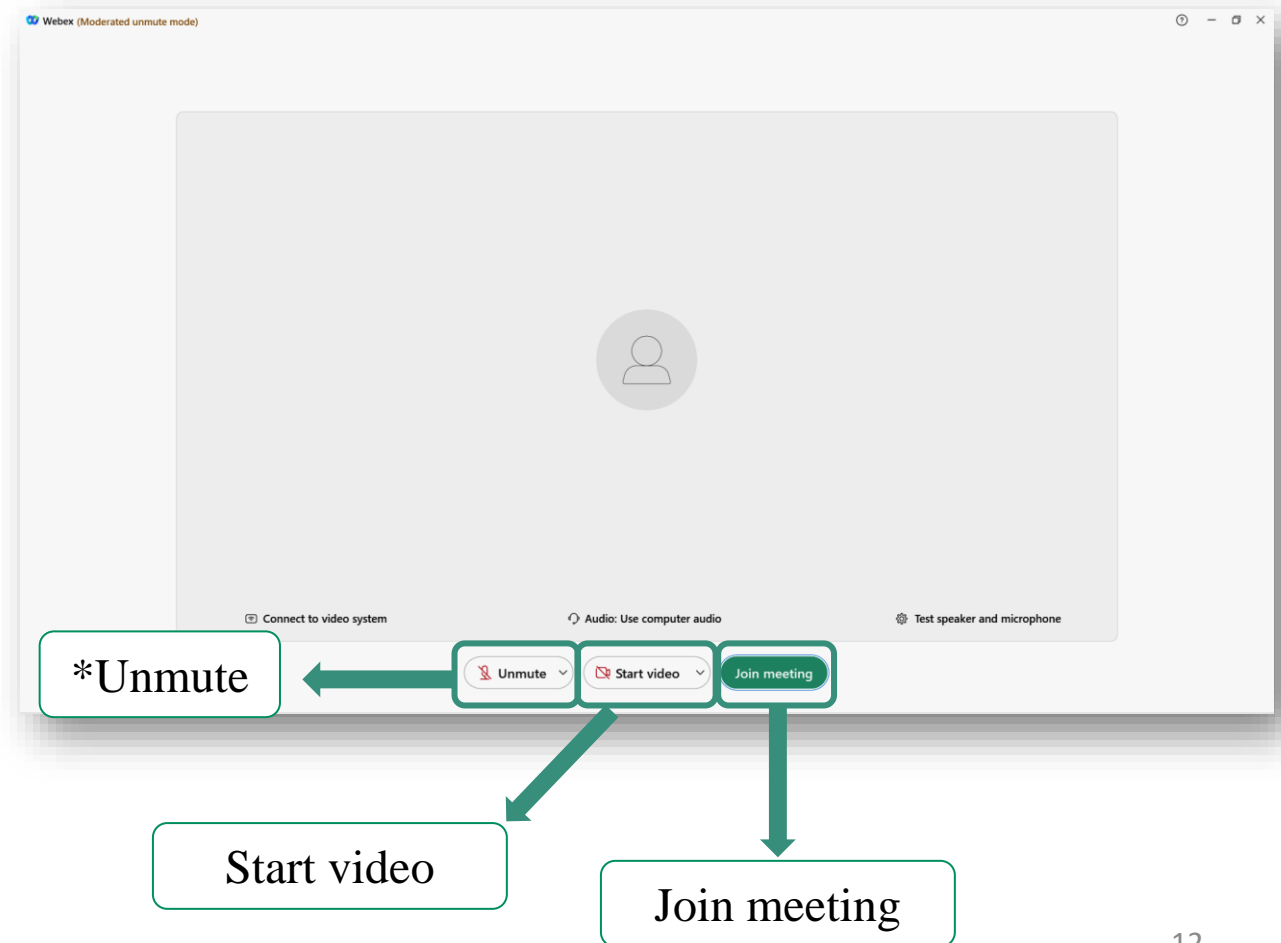 Webex (Moderated unmute mode)
Connect to video system
Audio: Use computer audio
Test speaker and microphone
*Unmute
Unmute
Start video
Join meeting
Start video
Join meeting
12